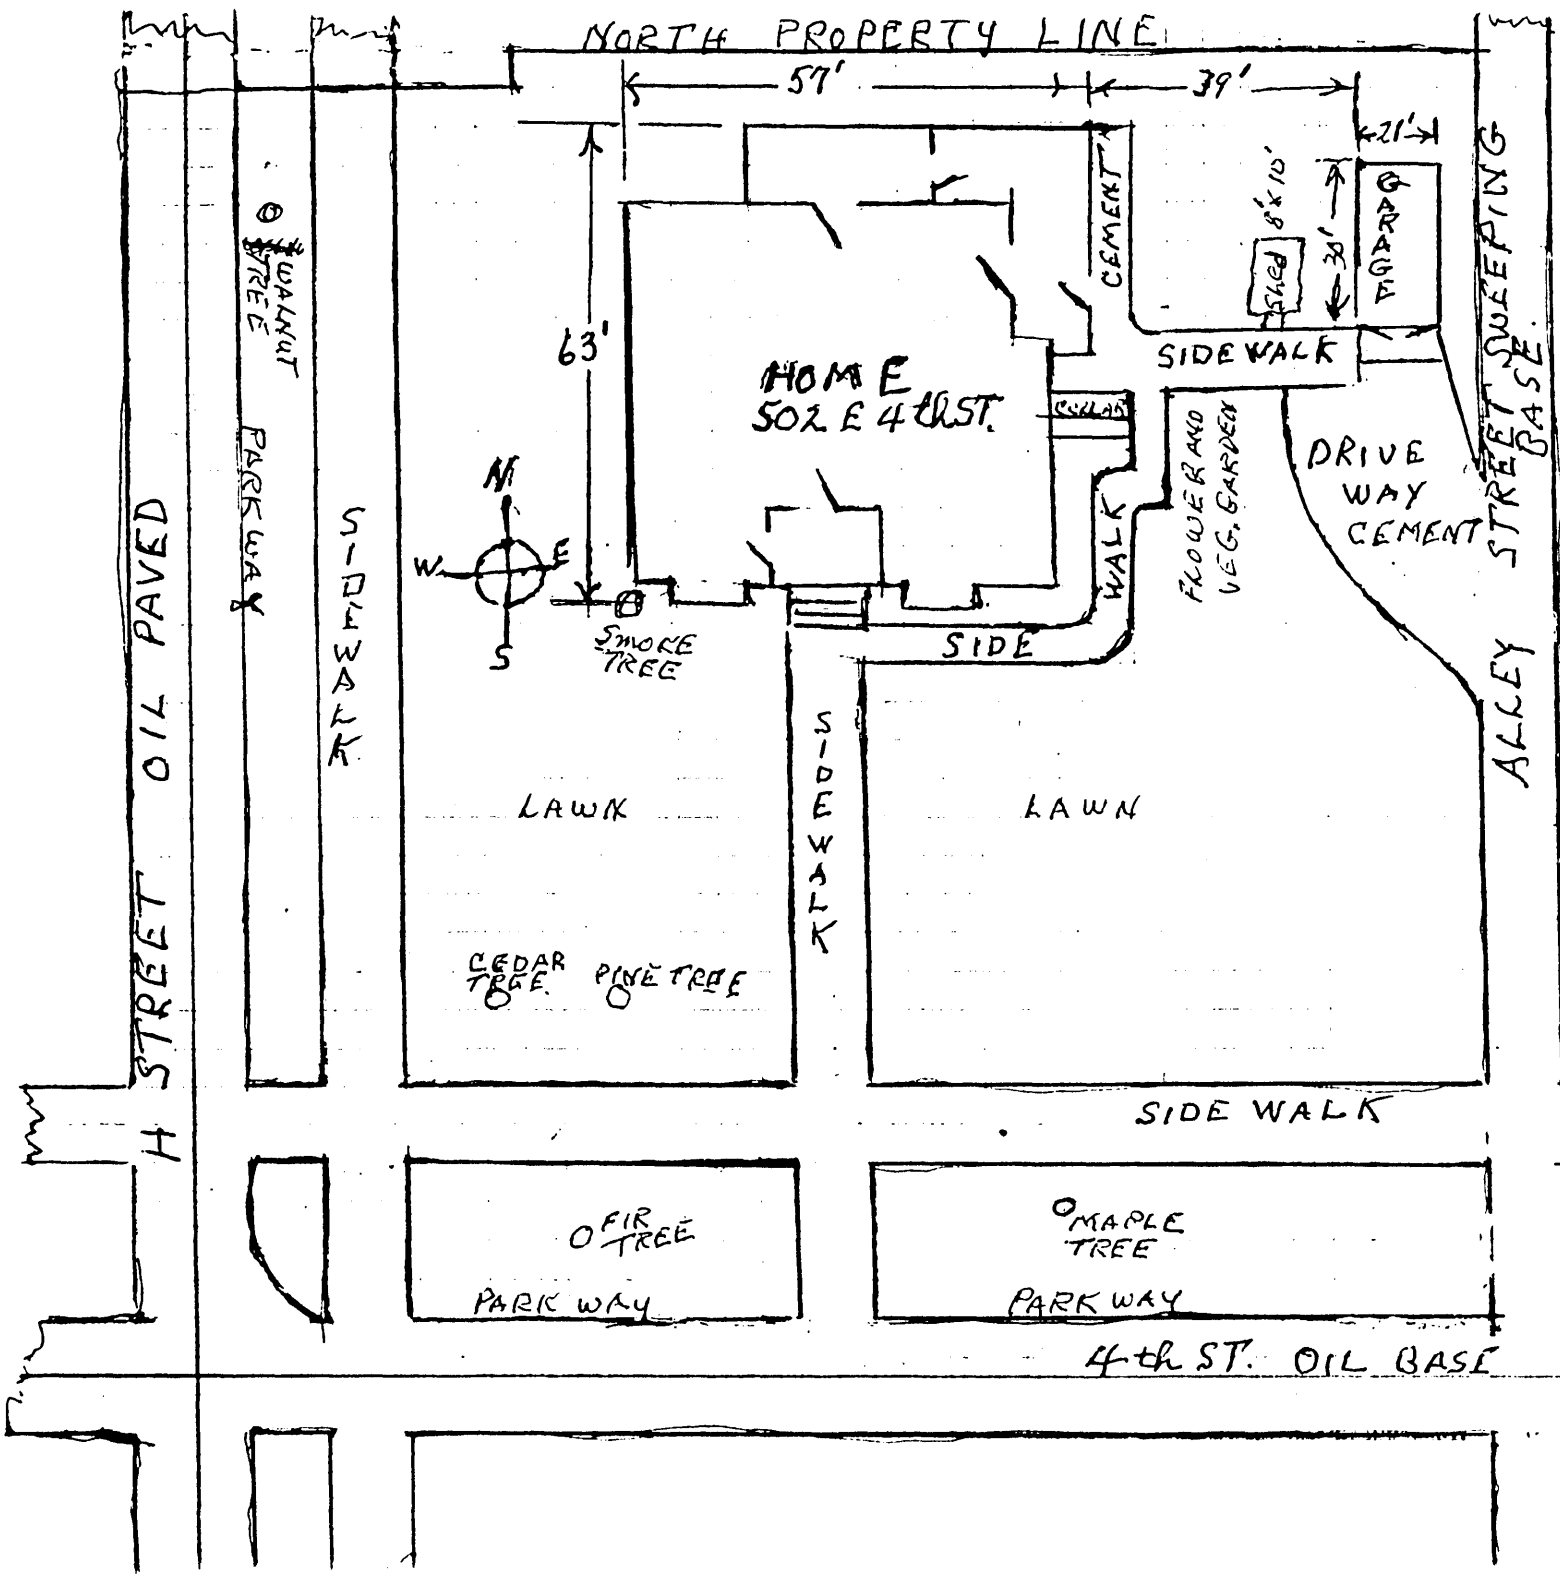 NORTH PROPERTY LINE
57'
39'
21'
30'
8' X 10'
Shed
GARAGE
CEMENT
WALNUT
TREE
63'
SIDEWALK
HOME
502 E 4th ST.
CELLAR
PARKWAY
FLOWER AND
VEG. GARDEN
DRIVE
WAY
CEMENT
ALLEY STREET SWEEPING
BASE.
N
W E
S
SIDEWALK
H STREET OIL PAVED
SMOKE
TREE
SIDE
WALK
SIDEWALK
LAWN
LAWN
CEDAR
TREE
PINE TREE
SIDE WALK
FIR
TREE
MAPLE
TREE
PARK WAY
PARK WAY
4th ST. OIL BASE